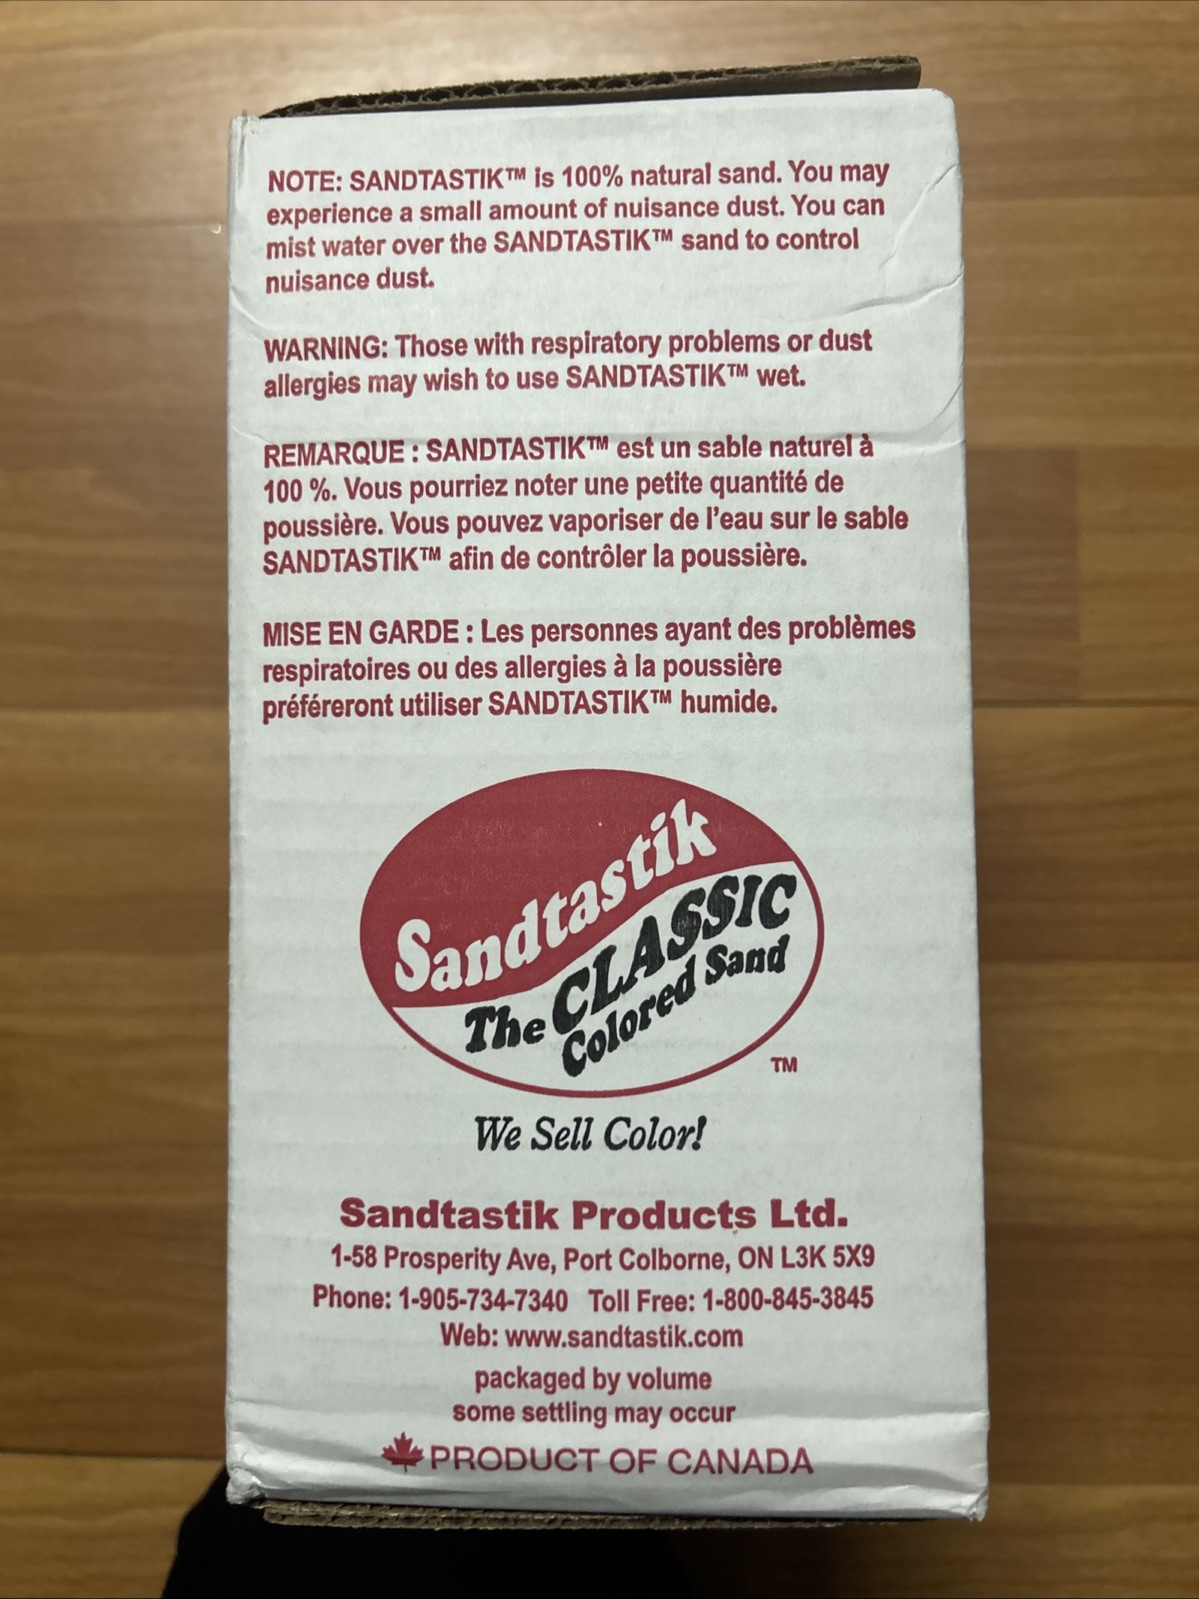 NOTE: SANDTASTIK™ is 100% natural sand. You may
experience a small amount of nuisance dust. You can
mist water over the SANDTASTIK™ sand to control
nuisance dust.
WARNING: Those with respiratory problems or dust
allergies may wish to use SANDTASTIK™ wet.
REMARQUE : SANDTASTIK™ est un sable naturel à
100 %. Vous pourriez noter une petite quantité de
poussière. Vous pouvez vaporiser de l'eau sur le sable
SANDTASTIK™ afin de contrôler la poussière.
MISE EN GARDE : Les personnes ayant des problèmes
respiratoires ou des allergies à la poussière
préféreront utiliser SANDTASTIK™ humide.
Sandtastik
The CLASSIC
Colored Sand
TM
We Sell Color!
Sandtastik Products Ltd.
1-58 Prosperity Ave, Port Colborne, ON L3K 5X9
Phone: 1-905-734-7340 Toll Free: 1-800-845-3845
Web: www.sandtastik.com
packaged by volume
some settling may occur
PRODUCT OF CANADA